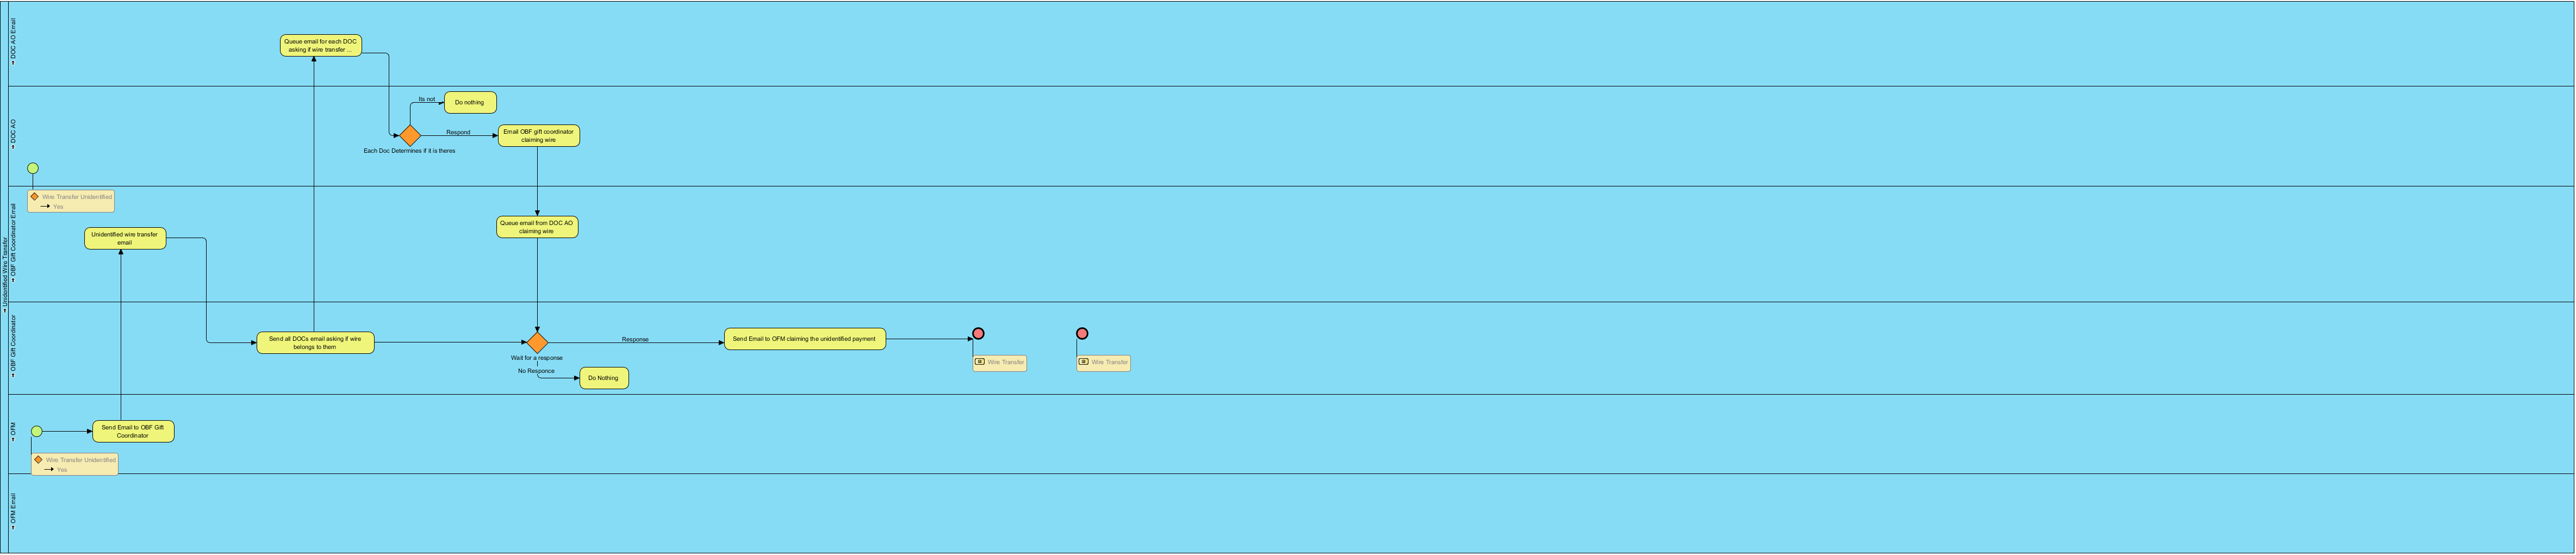 Unidentified Wire Transfer
DOC AO Email
Queue email for each DOC
asking if wire transfer ...
DOC AO
Its not
Do nothing
Respond
Email OBF gift coordinator
claiming wire
Each Doc Determines if it is theres
Wire Transfer Unidentified
Yes
OBF Gift Coordinator Email
Unidentified wire transfer
email
Queue email from DOC AO
claiming wire
OBF Gift Coordinator
Send all DOCs email asking if wire
belongs to them
Wait for a response
Response
No Responce
Do Nothing
Send Email to OFM claiming the unidentified payment
Wire Transfer
Wire Transfer
OFM
Send Email to OBF Gift
Coordinator
Wire Transfer Unidentified
Yes
OFM Email